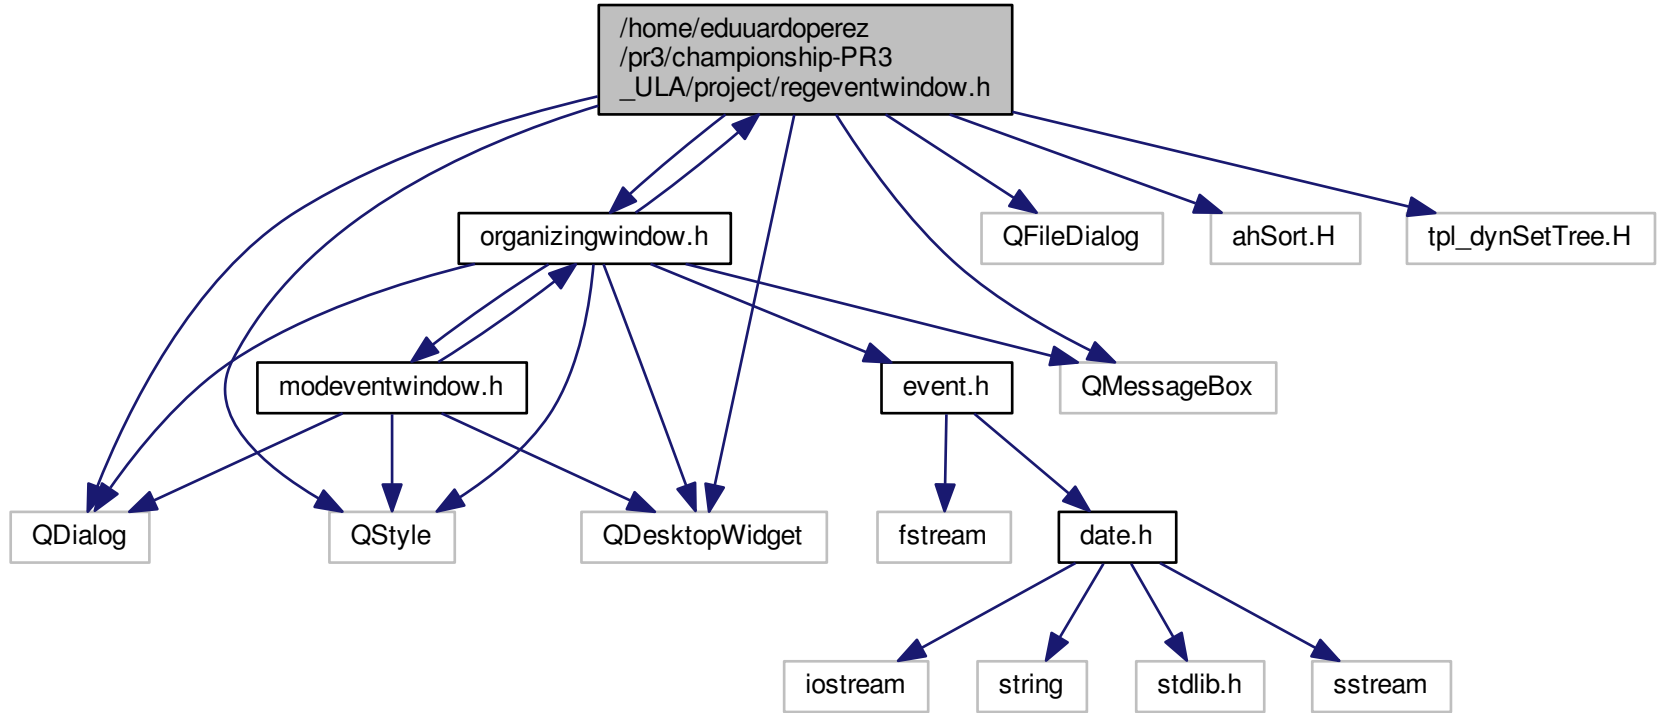 /home/eduuardoperez
/pr3/championship-PR3
_ULA/project/regeventwindow.h
organizingwindow.h
QFileDialog
ahSort.H
tpl_dynSetTree.H
modeventwindow.h
event.h
QMessageBox
QDialog
QStyle
QDesktopWidget
fstream
date.h
iostream
string
stdlib.h
sstream